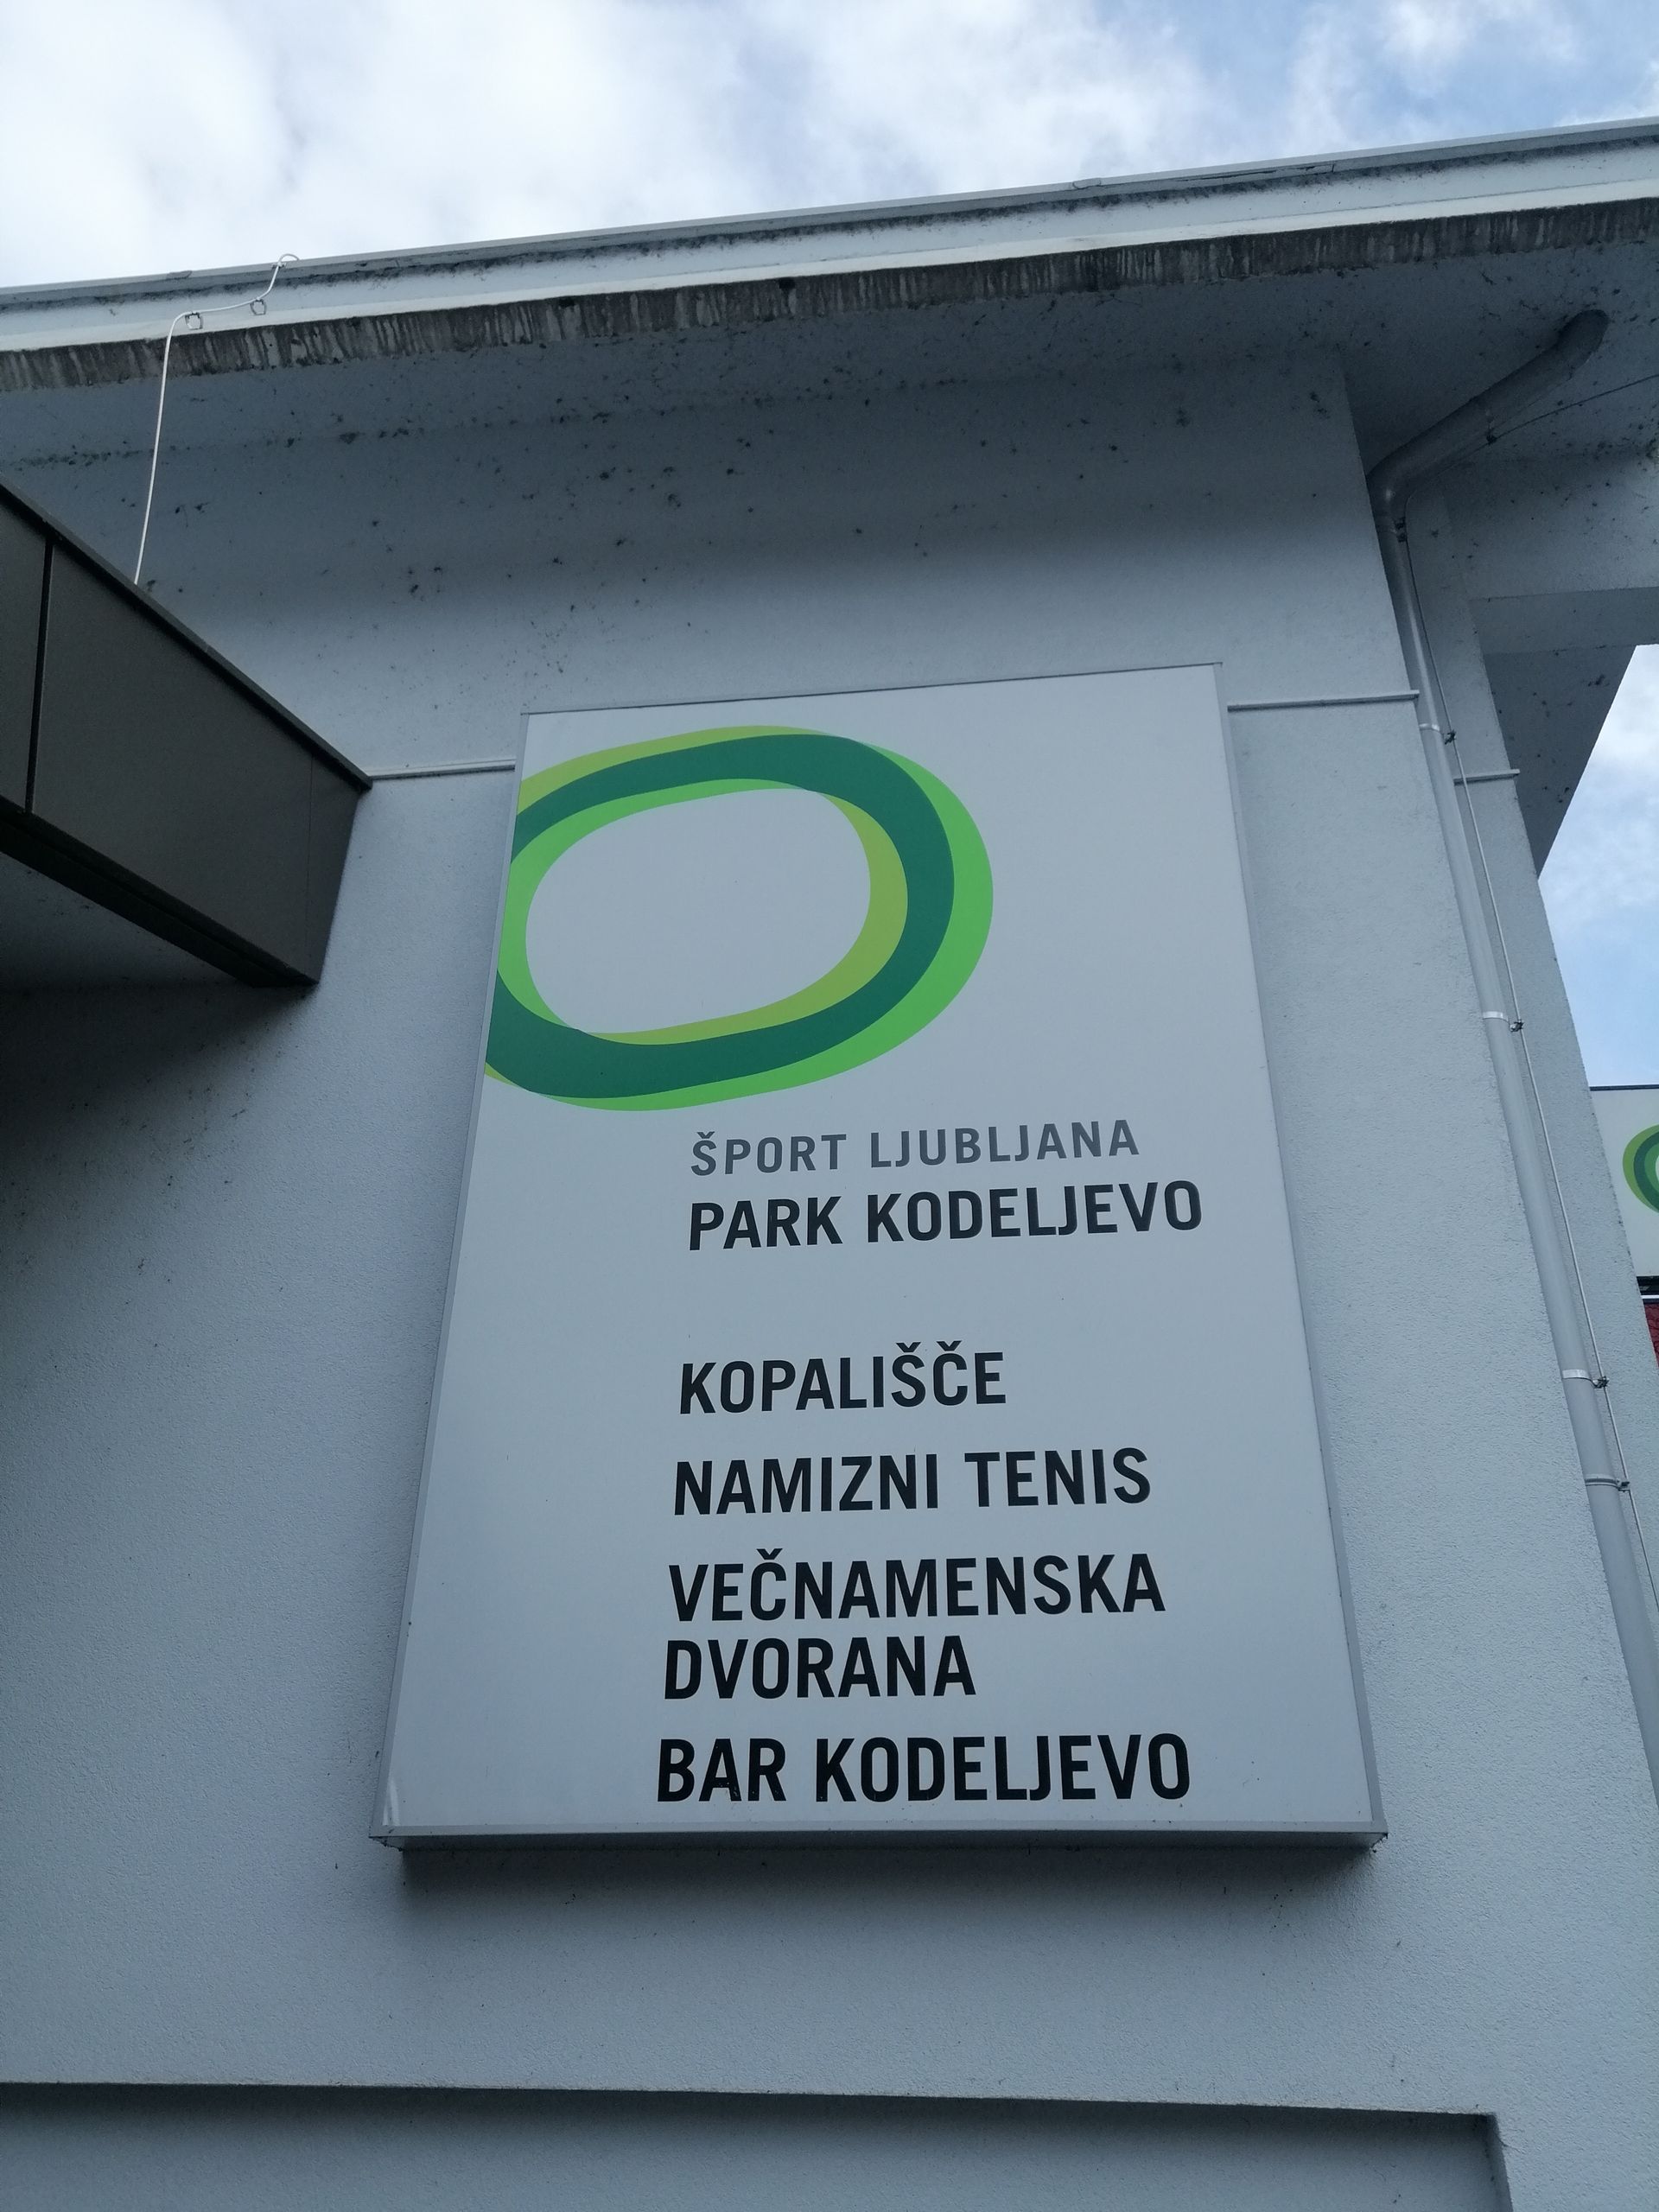 ŠPORT LJUBLJANA
PARK KODELJEVO
KOPALIŠČE
NAMIZNI TENIS
VEČNAMENSKA
DVORANA
BAR KODELJEVO